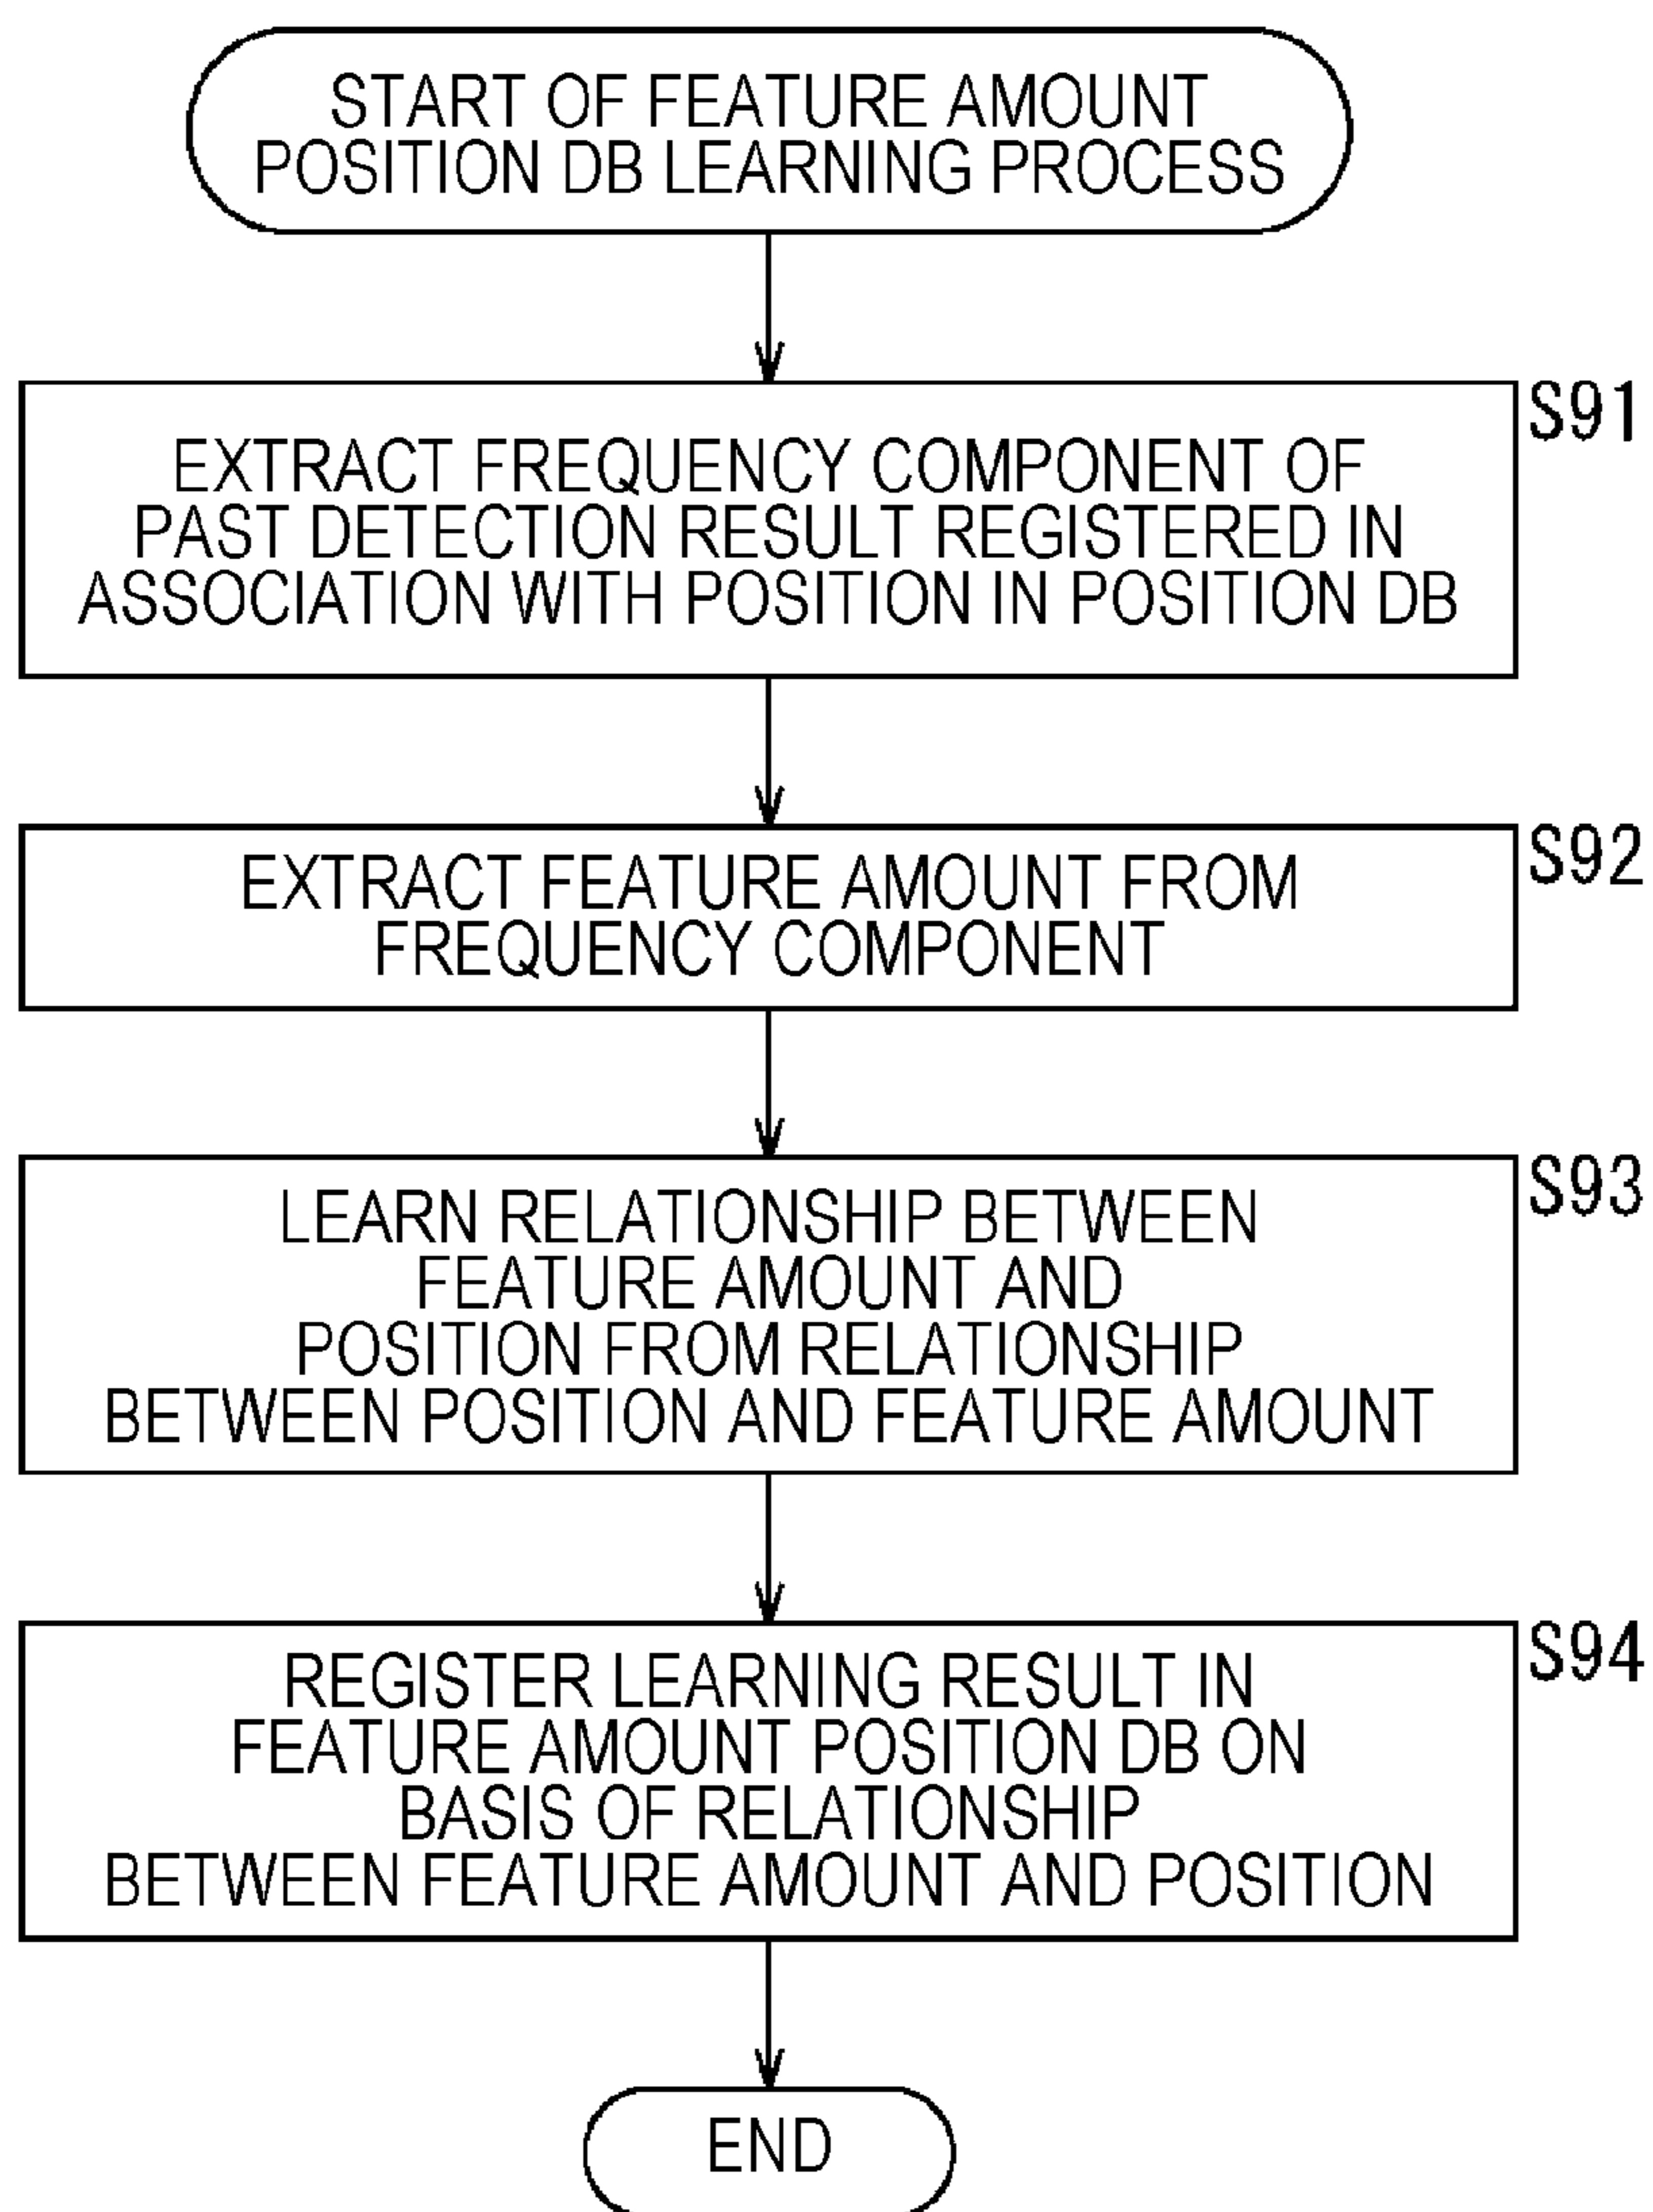 START OF FEATURE AMOUNT
POSITION DB LEARNING PROCESS
S91
EXTRACT FREQUENCY COMPONENT OF
PAST DETECTION RESULT REGISTERED IN
ASSOCIATION WITH POSITION IN POSITION DB
S92
EXTRACT FEATURE AMOUNT FROM
FREQUENCY COMPONENT
S93
LEARN RELATIONSHIP BETWEEN
FEATURE AMOUNT AND
POSITION FROM RELATIONSHIP
BETWEEN POSITION AND FEATURE AMOUNT
S94
REGISTER LEARNING RESULT IN
FEATURE AMOUNT POSITION DB ON
BASIS OF RELATIONSHIP
BETWEEN FEATURE AMOUNT AND POSITION
END